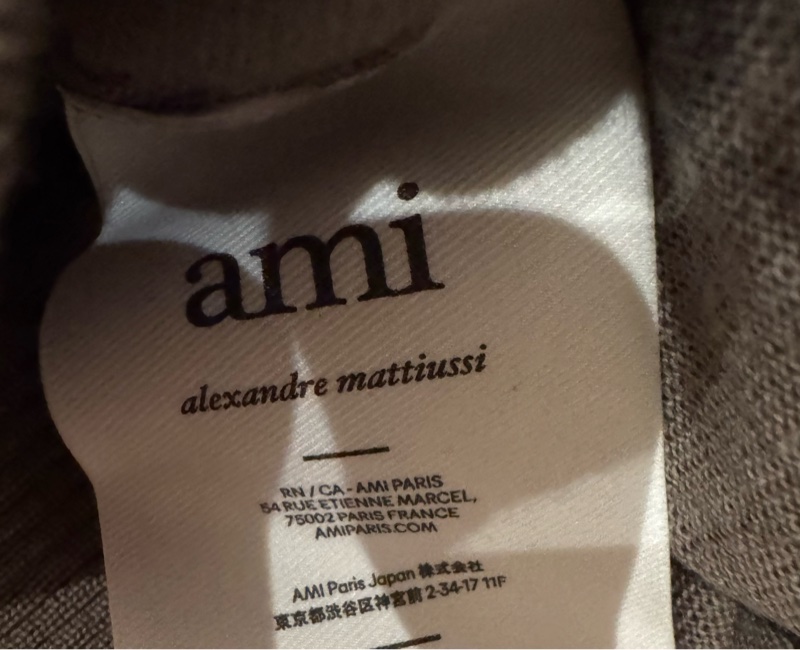 ami
alexandre mattiussi
RN / CA - AMI PARIS
54 RUE ETIENNE MARCEL,
75002 PARIS FRANCE
AMIPARIS.COM
AMI Paris Japan 株式会社
東京都渋谷区神宮前 2-34-17 11F